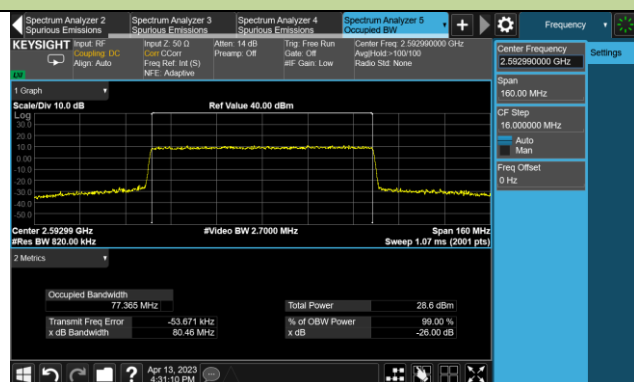 Spectrum Analyzer 2
Spurious Emissions
Spectrum Analyzer 3
Spurious Emissions
Spectrum Analyzer 4
Spurious Emissions
Spectrum Analyzer 5
Occupied BW
Frequency
KEYSIGHT
Input: RF
Coupling: DC
Align: Auto
Input Z: 50 Ω
Corr CCorr
Freq Ref: Int (S)
NFE: Adaptive
Atten: 14 dB
Preamp: Off
Trig: Free Run
Gate: Off
#IF Gain: Low
Center Freq: 2.592990000 GHz
Avg|Hold:>100/100
Radio Std: None
LXI
Center Frequency
2.592990000 GHz
Settings
Span
160.00 MHz
CF Step
16.000000 MHz
Auto
Man
Freq Offset
0 Hz
1 Graph
Scale/Div 10.0 dB
Ref Value 40.00 dBm
Log
30.0
20.0
10.0
0.00
-10.0
-20.0
-30.0
-40.0
-50.0
Center 2.59299 GHz
#Video BW 2.7000 MHz
Span 160 MHz
#Res BW 820.00 kHz
Sweep 1.07 ms (2001 pts)
2 Metrics
Occupied Bandwidth
77.365 MHz
Total Power
28.6 dBm
Transmit Freq Error
-53.671 kHz
% of OBW Power
99.00 %
x dB Bandwidth
80.46 MHz
x dB
-26.00 dB
?
Apr 13, 2023
4:31:10 PM